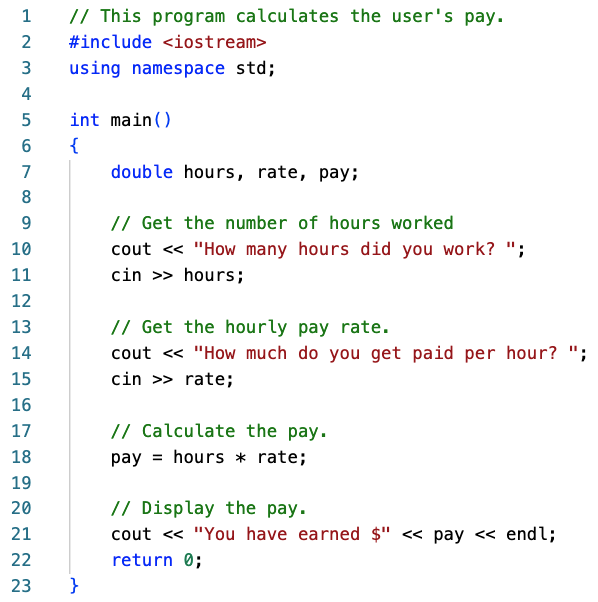 1 // This program calculates the user's pay.
2 #include <iostream>
3 using namespace std;
4
5 int main()
6 {
7     double hours, rate, pay;
8
9     // Get the number of hours worked
10     cout << "How many hours did you work? ";
11     cin >> hours;
12
13     // Get the hourly pay rate.
14     cout << "How much do you get paid per hour? ";
15     cin >> rate;
16
17     // Calculate the pay.
18     pay = hours * rate;
19
20     // Display the pay.
21     cout << "You have earned $" << pay << endl;
22     return 0;
23 }